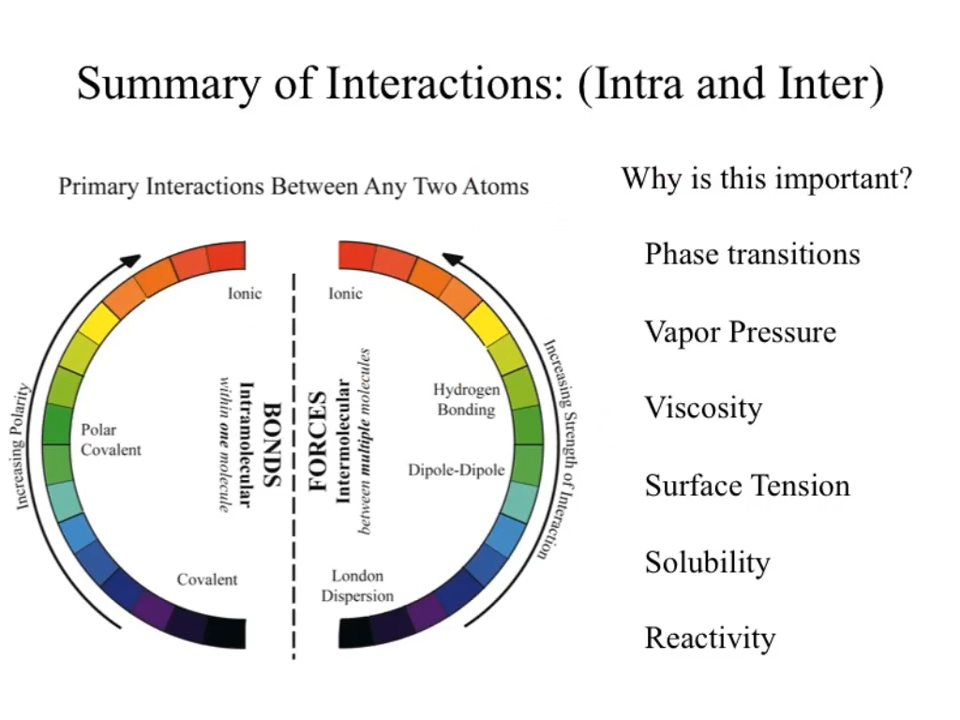 Summary of Interactions: (Intra and Inter)
Primary Interactions Between Any Two Atoms
Increasing Polarity
Ionic
Polar
Covalent
Covalent
BONDS
Intramolecular
within one molecule
FORCES
Intermolecular
between multiple molecules
Ionic
Hydrogen
Bonding
Dipole-Dipole
London
Dispersion
Increasing Strength of Interaction
Why is this important?
Phase transitions
Vapor Pressure
Viscosity
Surface Tension
Solubility
Reactivity